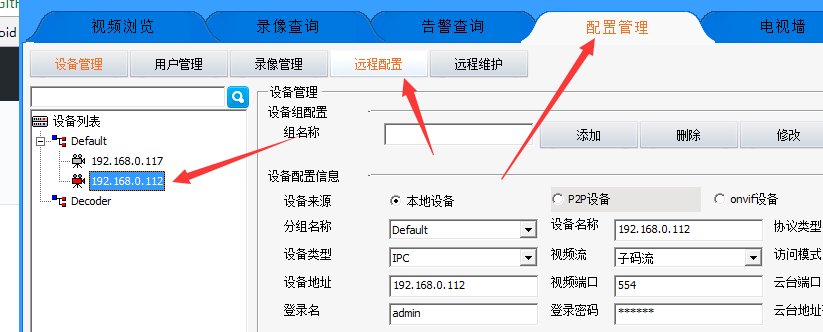 GitH
oid
视频浏览 录像查询 告警查询 配置管理 电视墙
设备管理 用户管理 录像管理 远程配置 远程维护
设备列表
Default
192.168.0.117
192.168.0.112
Decoder
设备管理
设备组配置
组名称 添加 删除 修改
设备配置信息
设备来源 本地设备 P2P设备 onvif设备
分组名称 Default 设备名称 192.168.0.112 协议类型
设备类型 IPC 视频流 子码流 访问模式
设备地址 192.168.0.112 视频端口 554 云台端口
登录名 admin 登录密码 ****** 云台地址